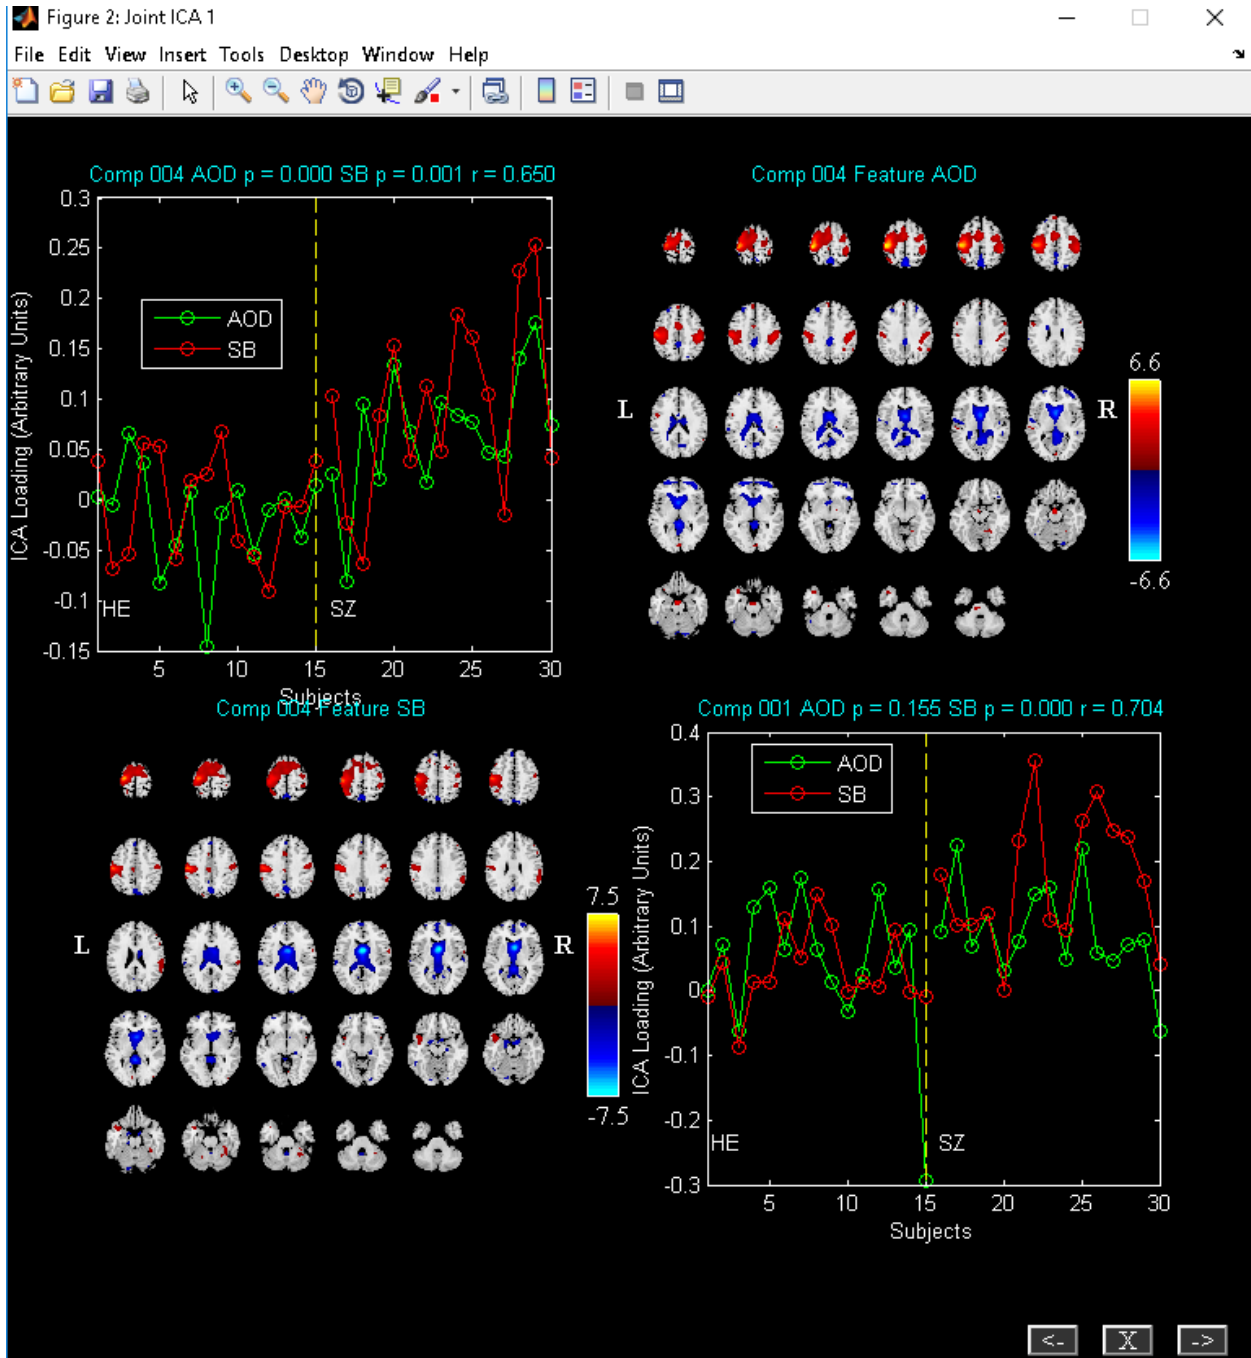 Figure 2: Joint ICA 1
File Edit View Insert Tools Desktop Window Help
Comp 004 AOD p = 0.000 SB p = 0.001 r = 0.650
ICA Loading (Arbitrary Units)
0.3
0.25
0.2
0.15
0.1
0.05
0
-0.05
-0.1
-0.15
AOD
SB
HE
SZ
5 10 15 20 25 30
Subjects
Comp 004 Feature AOD
L
R
6.6
-6.6
Comp 004 Feature SB
L
R
7.5
-7.5
Comp 001 AOD p = 0.155 SB p = 0.000 r = 0.704
ICA Loading (Arbitrary Units)
0.4
0.3
0.2
0.1
0
-0.1
-0.2
-0.3
AOD
SB
HE
SZ
5 10 15 20 25 30
Subjects
<- X ->